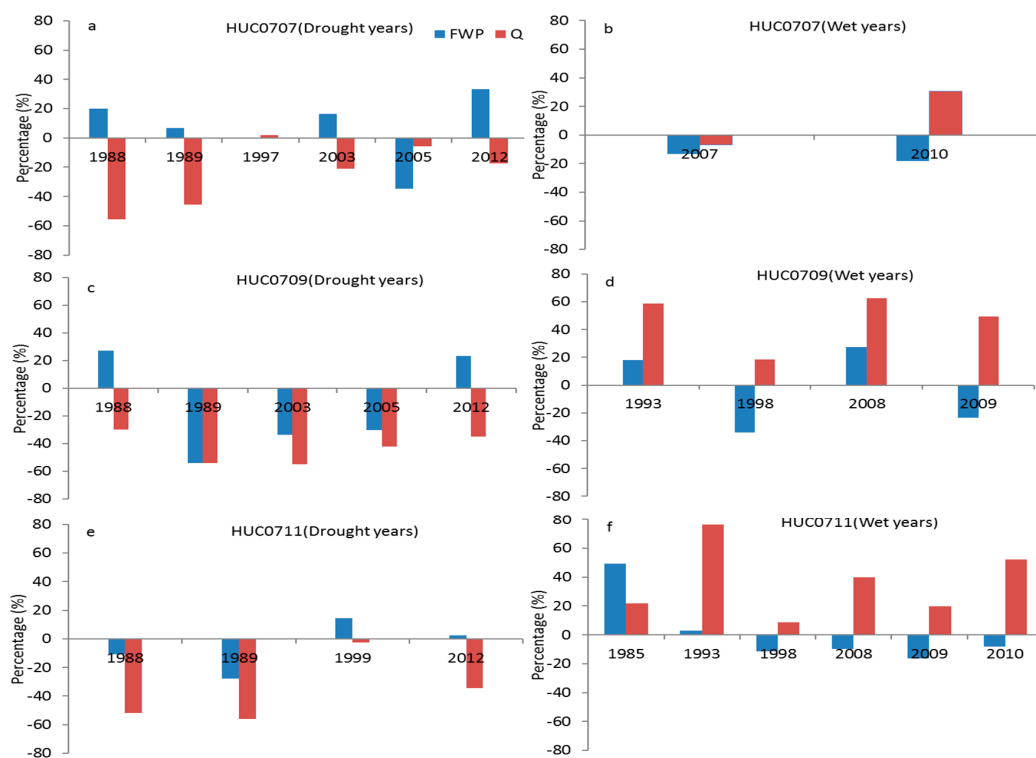 a
HUC0707(Drought years)
FWP Q
Percentage (%)
80
60
40
20
0
-20
-40
-60
-80
1988 1989 1997 2003 2005 2012
b
HUC0707(Wet years)
Percentage (%)
80
60
40
20
0
-20
-40
-60
-80
2007 2010
c
HUC0709(Drought years)
Percentage (%)
80
60
40
20
0
-20
-40
-60
-80
1988 1989 2003 2005 2012
d
HUC0709(Wet years)
Percentage (%)
80
60
40
20
0
-20
-40
-60
-80
1993 1998 2008 2009
e
HUC0711(Drought years)
Percentage (%)
80
60
40
20
0
-20
-40
-60
-80
1988 1989 1999 2012
f
HUC0711(Wet years)
Percentage (%)
80
60
40
20
0
-20
-40
-60
-80
1985 1993 1998 2008 2009 2010